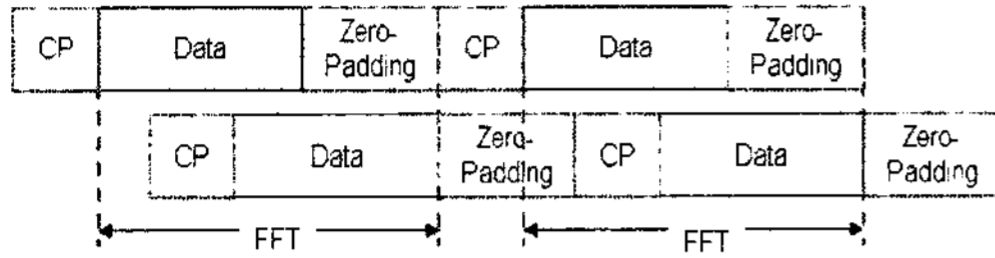 CP Data Zero-Padding CP Data Zero-Padding
CP Data Zero-Padding CP Data Zero-Padding
FFT FFT